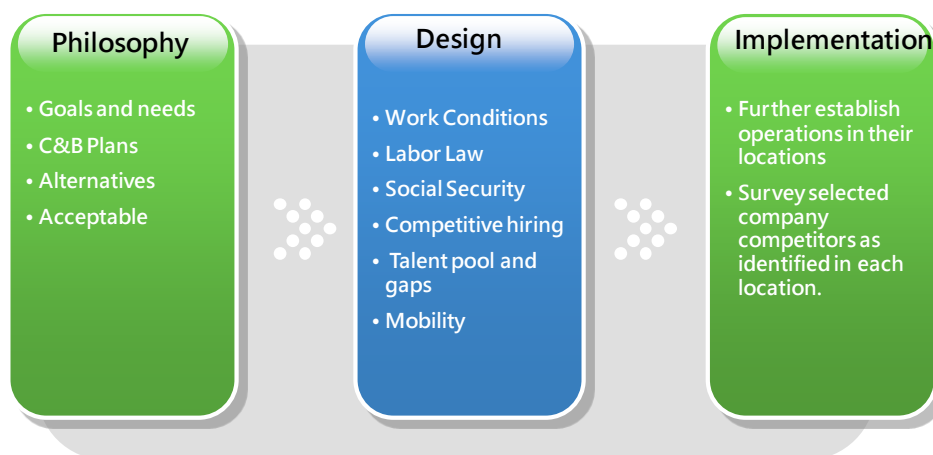 Philosophy
• Goals and needs
• C&B Plans
• Alternatives
• Acceptable
Design
• Work Conditions
• Labor Law
• Social Security
• Competitive hiring
• Talent pool and
gaps
• Mobility
Implementation
• Further establish
operations in their
locations
• Survey selected
company
competitors as
identified in each
location.